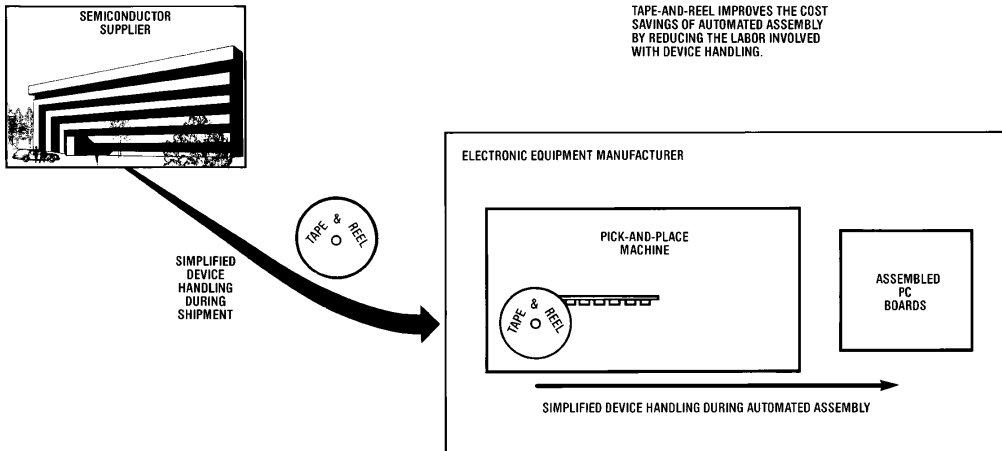 SEMICONDUCTOR
SUPPLIER
TAPE-AND-REEL IMPROVES THE COST
SAVINGS OF AUTOMATED ASSEMBLY
BY REDUCING THE LABOR INVOLVED
WITH DEVICE HANDLING.
TAPE & REEL
SIMPLIFIED
DEVICE
HANDLING
DURING
SHIPMENT
ELECTRONIC EQUIPMENT MANUFACTURER
PICK-AND-PLACE
MACHINE
TAPE & REEL
ASSEMBLED
PC
BOARDS
SIMPLIFIED DEVICE HANDLING DURING AUTOMATED ASSEMBLY